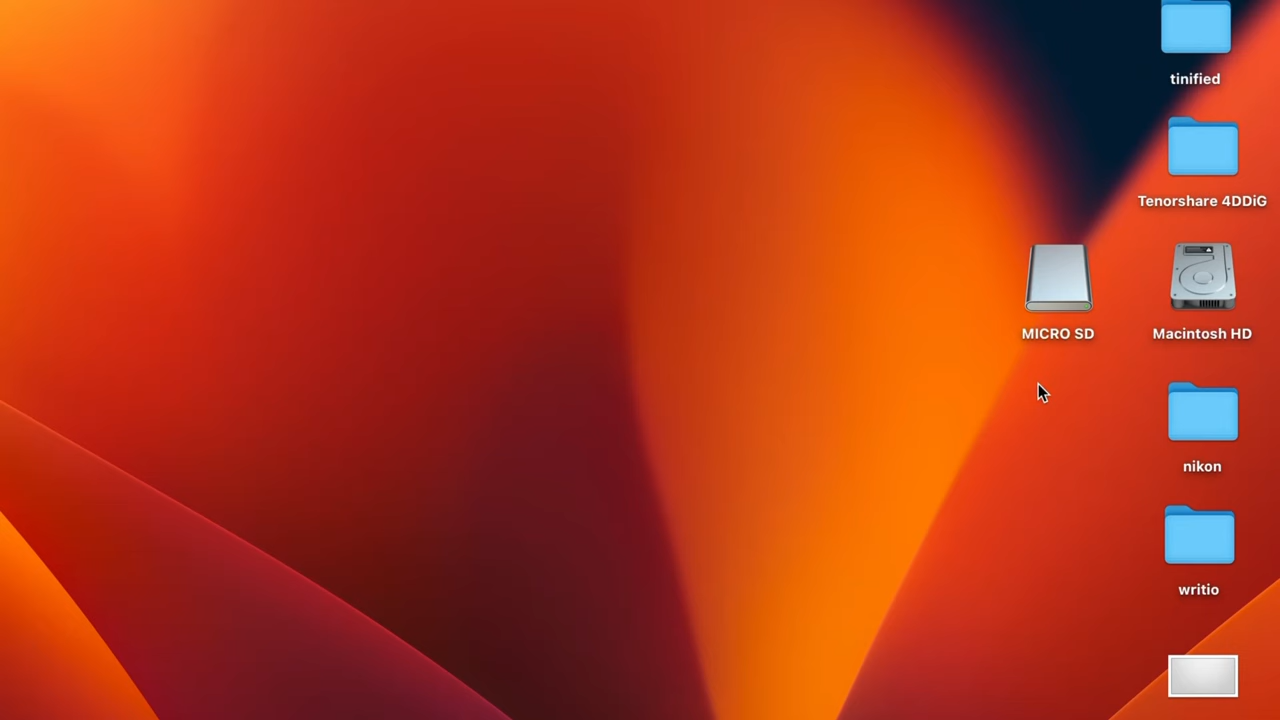 tinified
Tenorshare 4DDiG
MICRO SD
Macintosh HD
nikon
writio